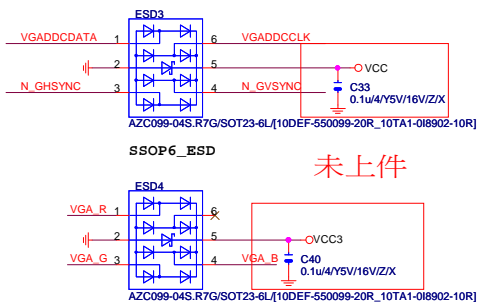 ESD3
VGADDCDATA 1 6 VGADDCCLK
2 5 VCC
N_GHSYNC 3 4 N_GVSYNC
C33
0.1u/4/Y5V/16V/Z/X
AZC099-04S.R7G/SOT23-6L/[10DEF-550099-20R_10TA1-0I8902-10R]
SSOP6_ESD
未上件
ESD4
VGA_R 1 6
2 5 VCC3
VGA_G 3 4 VGA_B
C40
0.1u/4/Y5V/16V/Z/X
AZC099-04S.R7G/SOT23-6L/[10DEF-550099-20R_10TA1-0I8902-10R]